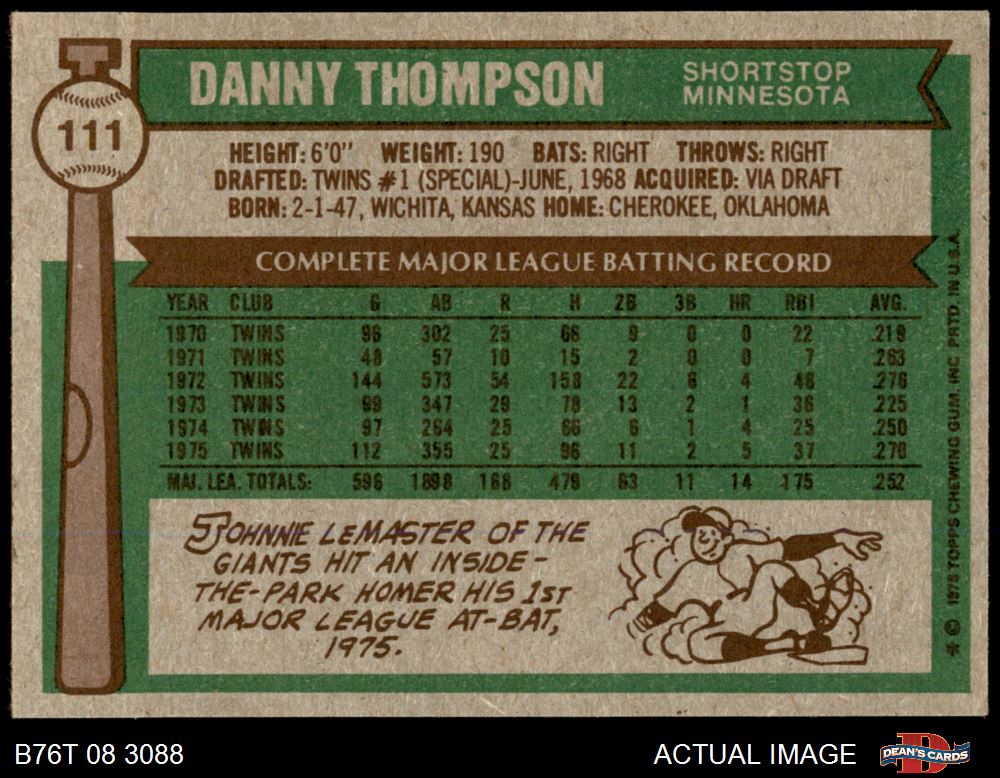 111
DANNY THOMPSON
SHORTSTOP
MINNESOTA
HEIGHT: 6'0" WEIGHT: 190 BATS: RIGHT THROWS: RIGHT
DRAFTED: TWINS #1 (SPECIAL)-JUNE, 1968 ACQUIRED: VIA DRAFT
BORN: 2-1-47, WICHITA, KANSAS HOME: CHEROKEE, OKLAHOMA
COMPLETE MAJOR LEAGUE BATTING RECORD
YEAR CLUB G AB R H 2B 3B HR RBI AVG.
1970 TWINS 96 302 25 66 9 0 0 22 .219
1971 TWINS 48 57 10 15 2 0 0 7 .263
1972 TWINS 144 573 54 158 22 6 4 48 .276
1973 TWINS 99 347 29 78 13 2 1 36 .225
1974 TWINS 97 264 25 66 6 1 4 25 .250
1975 TWINS 112 355 25 96 11 2 5 37 .270
MAJ. LEA. TOTALS: 596 1898 168 479 63 11 14 175 .252
JOHNNIE LEMASTER OF THE
GIANTS HIT AN INSIDE-
THE-PARK HOMER HIS 1ST
MAJOR LEAGUE AT-BAT,
1975.
* © 1976 TOPPS CHEWING GUM, INC. PRTD. IN U.S.A.
B76T 08 3088
ACTUAL IMAGE
DEAN'S CARDS